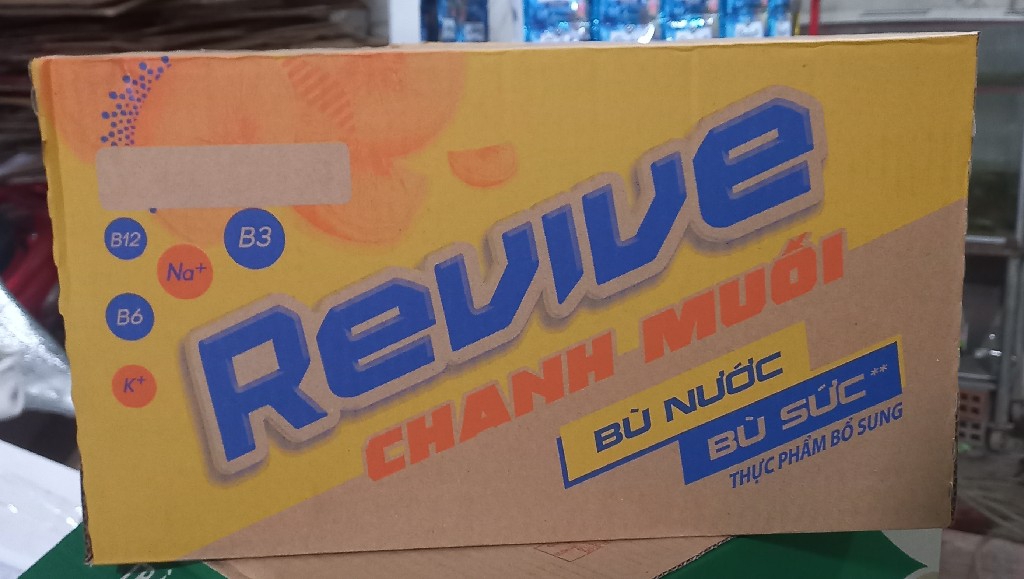 B12
B3
Na+
B6
K+
Revive
CHANH MUỐI
BÙ NƯỚC
BÙ SỨC**
THỰC PHẨM BỔ SUNG